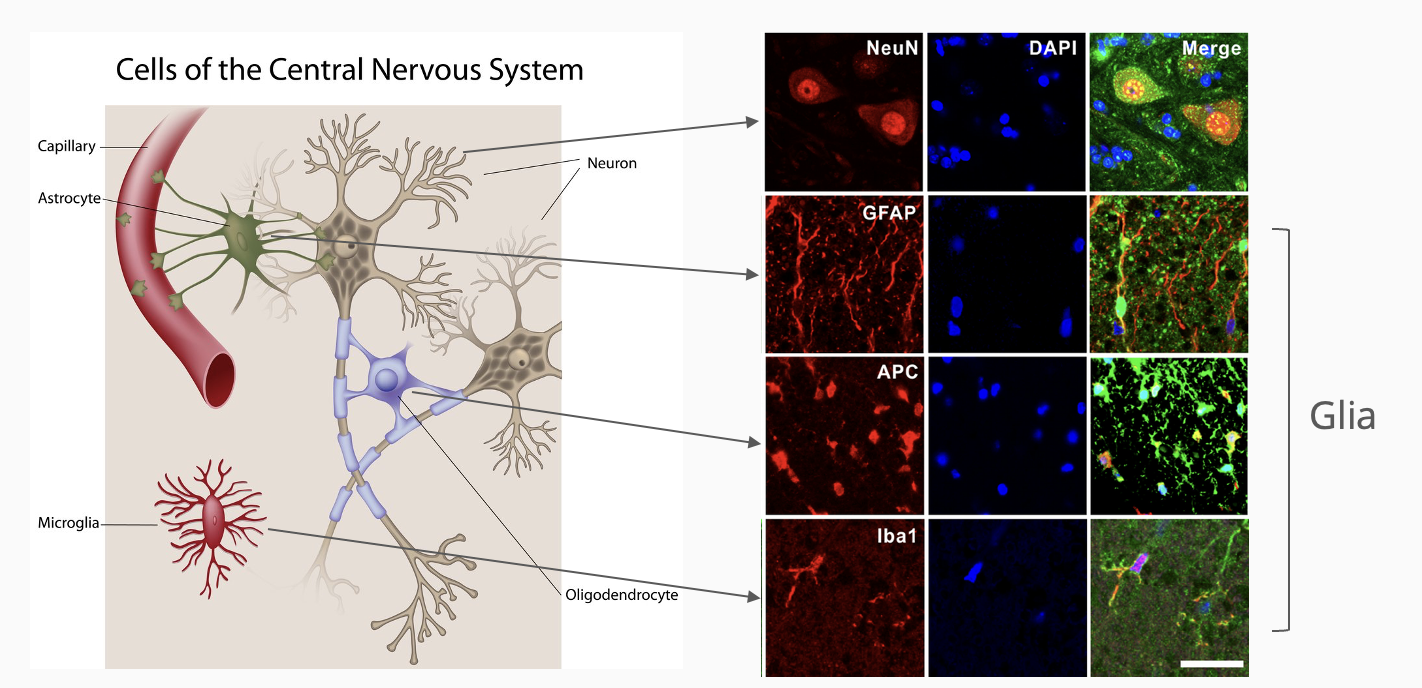 Cells of the Central Nervous System
Capillary
Astrocyte
Neuron
Microglia
Oligodendrocyte
NeuN
DAPI
Merge
GFAP
APC
Iba1
Glia